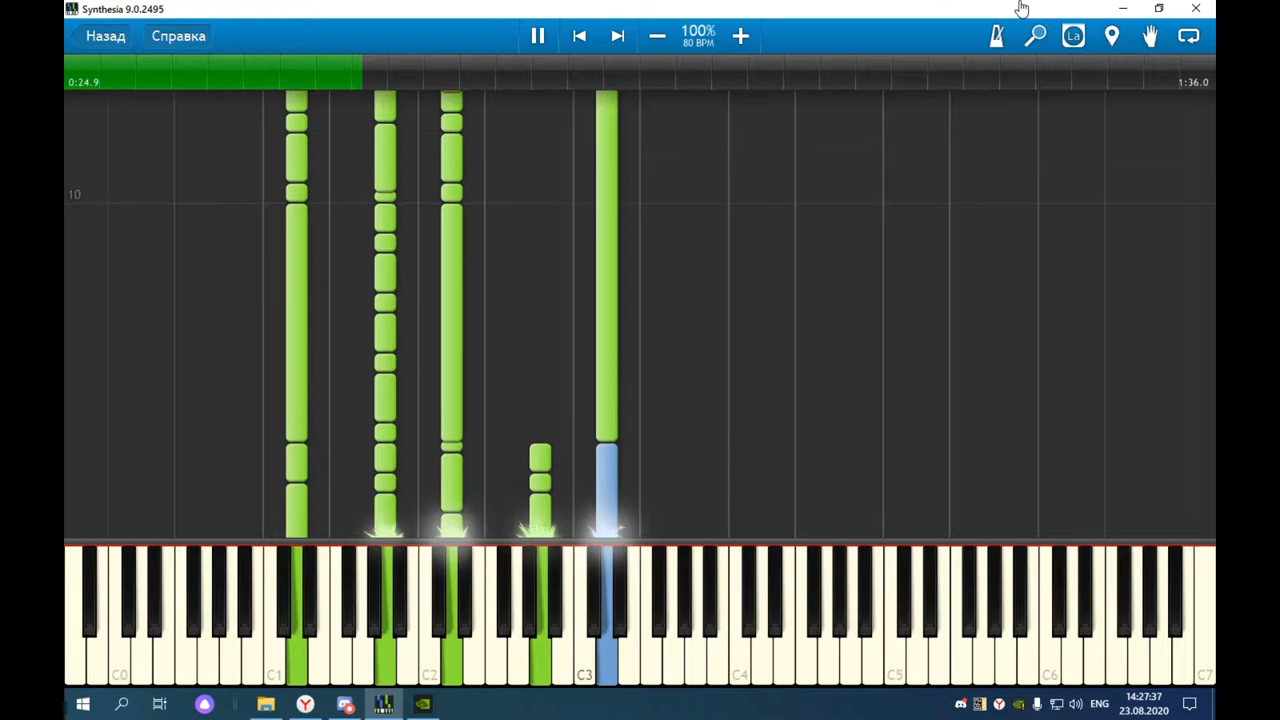 Synthesia 9.0.2495
Назад
Справка
100%
80 BPM
La
0:24.9
1:36.0
10
C0
C1
C2
C3
C4
C5
C6
C7
ENG
14:27:37
23.08.2020